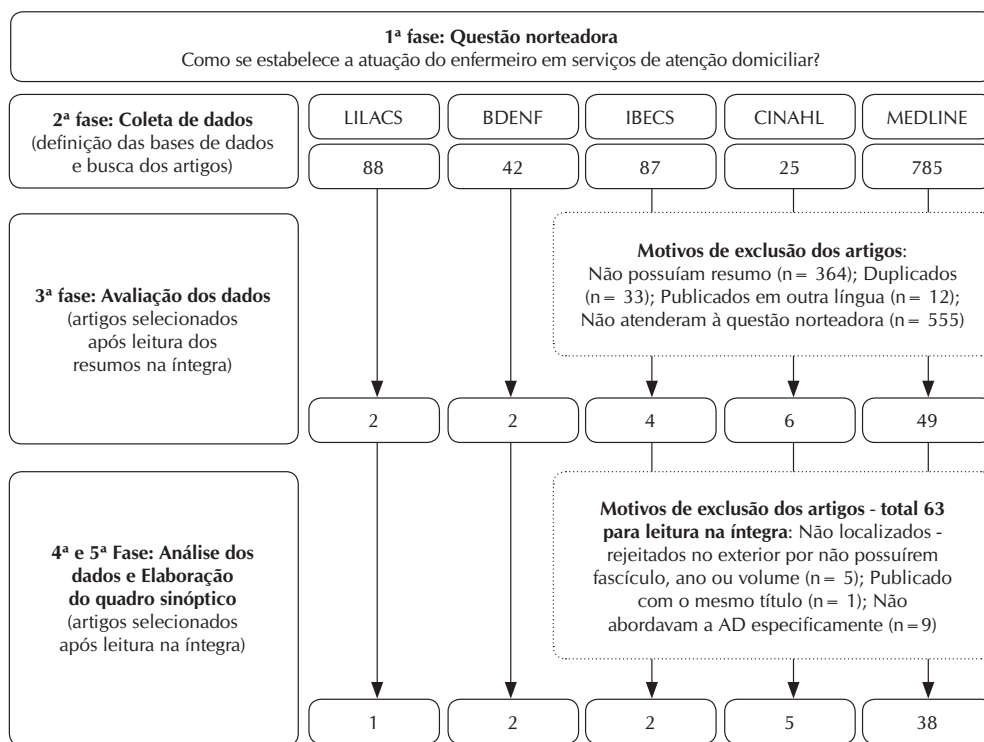 1ª fase: Questão norteadora
Como se estabelece a atuação do enfermeiro em serviços de atenção domiciliar?
2ª fase: Coleta de dados
(definição das bases de dados
e busca dos artigos)
LILACS
BDENF
IBECS
CINAHL
MEDLINE
88
42
87
25
785
3ª fase: Avaliação dos dados
(artigos selecionados
após leitura dos
resumos na íntegra)
Motivos de exclusão dos artigos:
Não possuíam resumo (n= 364); Duplicados
(n= 33); Publicados em outra língua (n= 12);
Não atenderam à questão norteadora (n= 555)
2
2
4
6
49
4ª e 5ª Fase: Análise dos
dados e Elaboração
do quadro sinóptico
(artigos selecionados
após leitura na íntegra)
Motivos de exclusão dos artigos - total 63
para leitura na íntegra: Não localizados -
rejeitados no exterior por não possuírem
fascículo, ano ou volume (n= 5); Publicado
com o mesmo título (n= 1); Não
abordavam a AD especificamente (n=9)
1
2
2
5
38